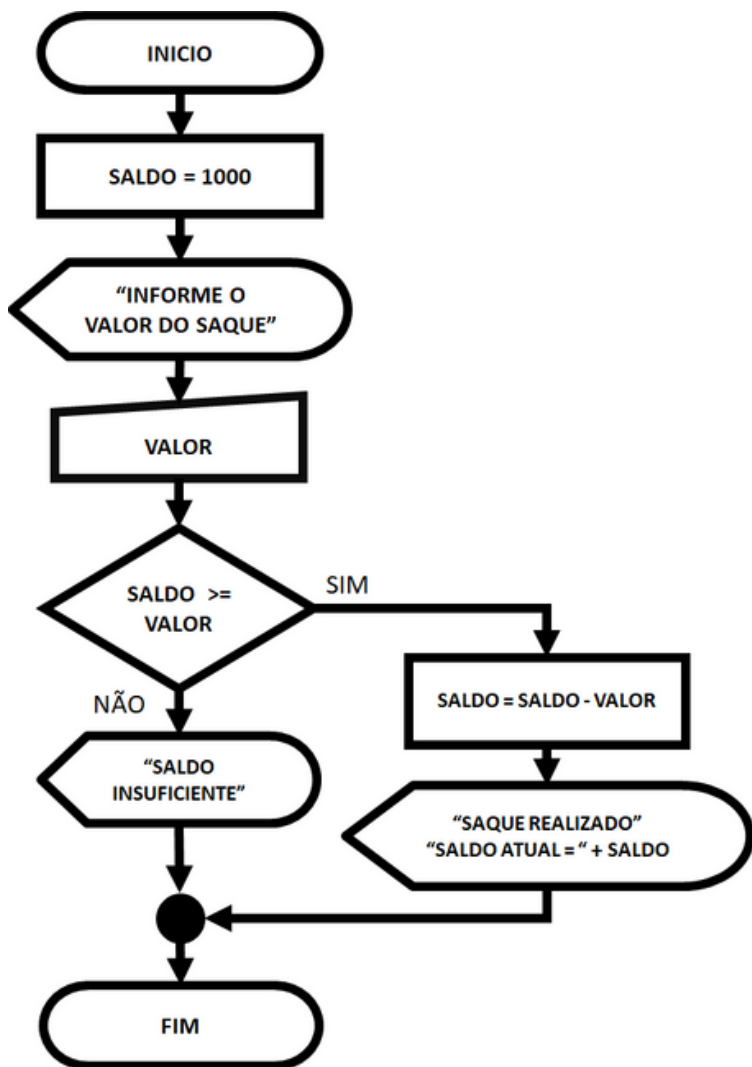 INICIO
SALDO = 1000
“INFORME O
VALOR DO SAQUE”
VALOR
SALDO >=
VALOR
SIM
NÃO
SALDO = SALDO - VALOR
“SALDO
INSUFICIENTE”
“SAQUE REALIZADO”
“SALDO ATUAL = “ + SALDO
FIM